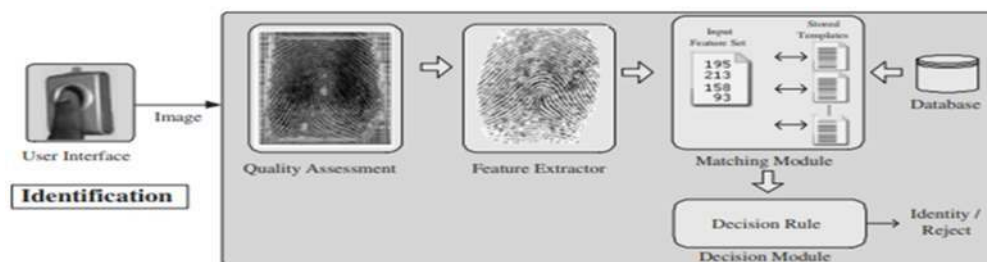 Input
Feature Set
Stored
Templates
195
213
158
93
Database
Image
User Interface
Quality Assessment
Feature Extractor
Matching Module
Identification
Decision Rule
Identity /
Reject
Decision Module